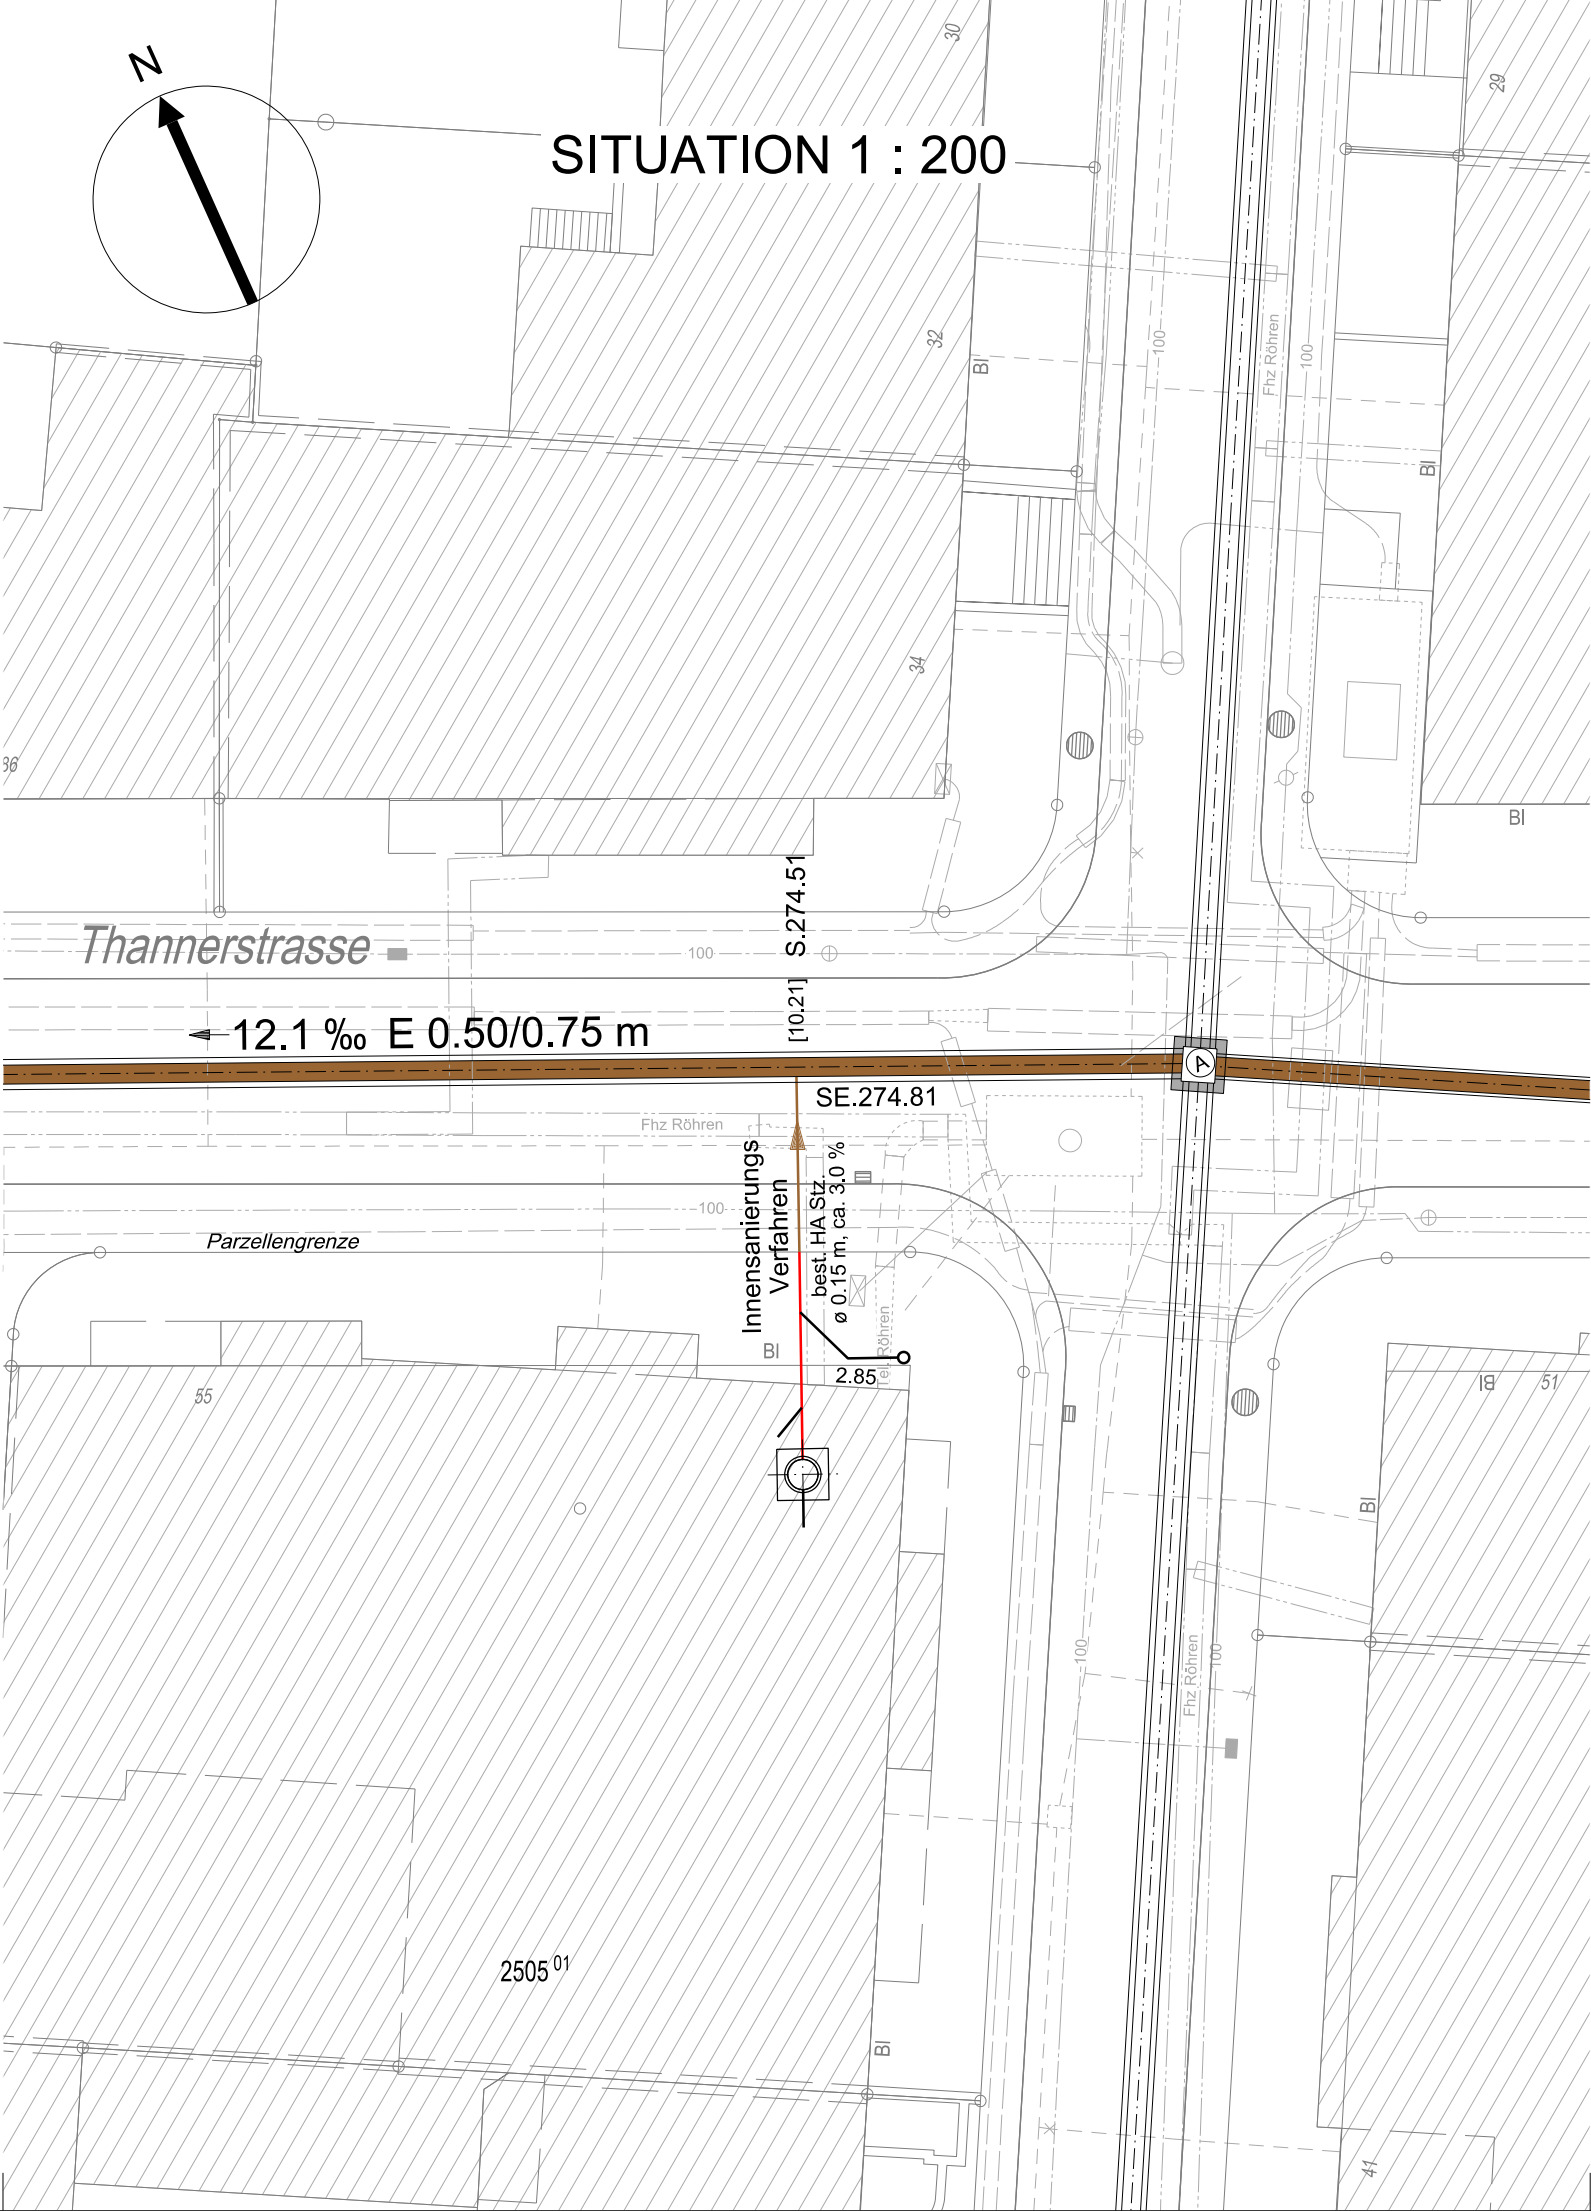 N
SITUATION 1 : 200
30
29
32
Bl
100
Fhz Röhren
100
Bl
34
36
Bl
S.274.51
Thannerstrasse
100
[10.21]
12.1 ‰ E 0.50/0.75 m
A
SE.274.81
Fhz Röhren
Innensanierungs
Verfahren
best. HA Stz.
ø 0.15 m, ca. 3.0 %
100
Parzellengrenze
Tel. Röhren
Bl
2.85
55
Bl
51
Bl
100
Fhz Röhren
100
2505 01
Bl
41